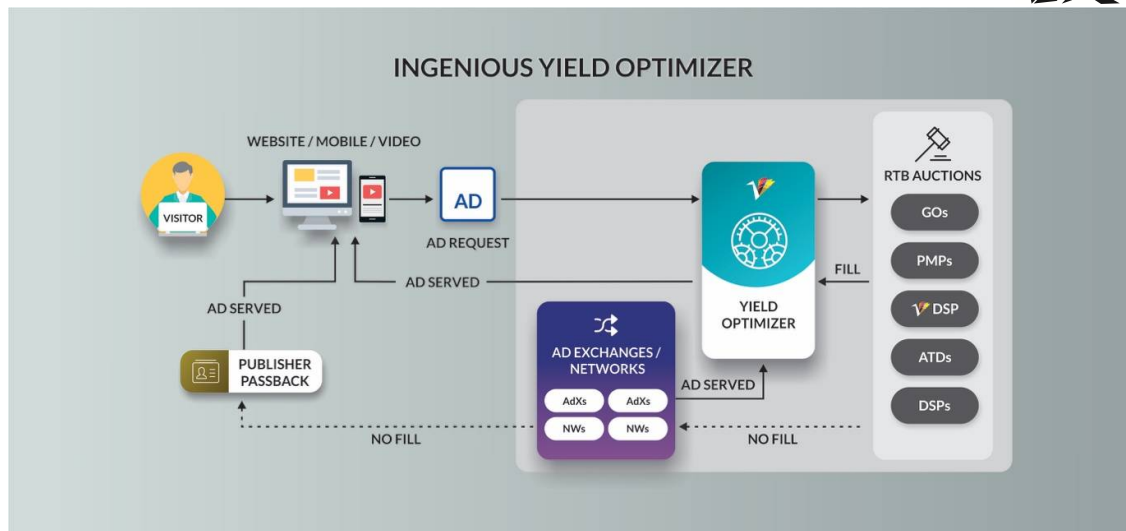 INGENIOUS YIELD OPTIMIZER
WEBSITE / MOBILE / VIDEO
VISITOR
AD
AD REQUEST
AD SERVED
AD SERVED
PUBLISHER
PASSBACK
NO FILL
AD EXCHANGES /
NETWORKS
AdXs
AdXs
NWs
NWs
AD SERVED
YIELD
OPTIMIZER
FILL
NO FILL
RTB AUCTIONS
GOs
PMPs
DSP
ATDs
DSPs